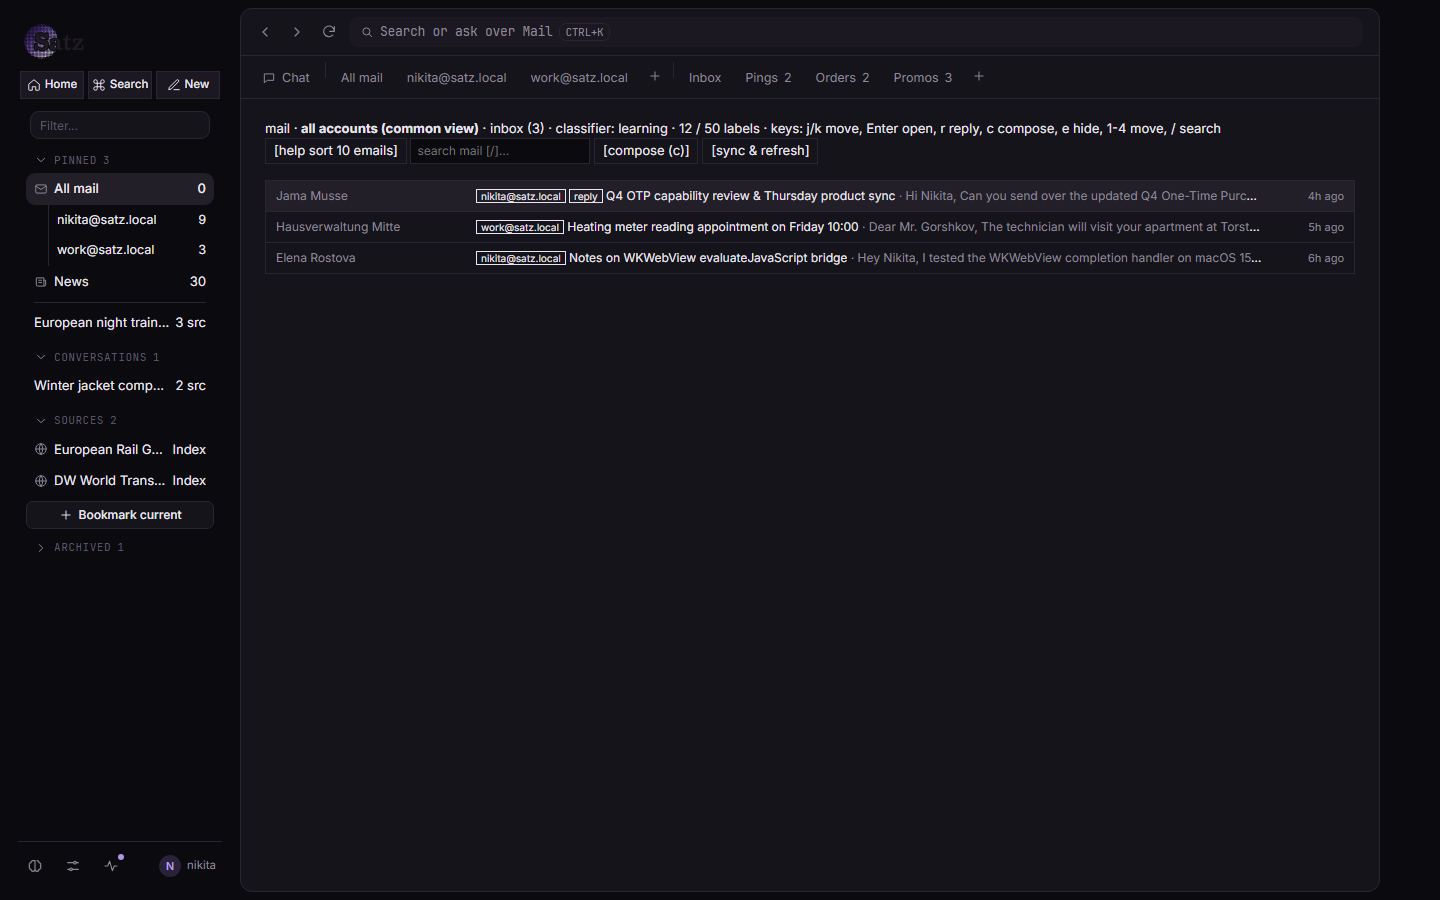 Satz
Home Search New
Filter...
PINNED 3
All mail 0
nikita@satz.local 9
work@satz.local 3
News 30
European night train... 3 src
CONVERSATIONS 1
Winter jacket comp... 2 src
SOURCES 2
European Rail G... Index
DW World Trans... Index
+ Bookmark current
ARCHIVED 1
N nikita
Search or ask over Mail CTRL+K
Chat All mail nikita@satz.local work@satz.local + Inbox Pings 2 Orders 2 Promos 3 +
mail · all accounts (common view) · inbox (3) · classifier: learning · 12 / 50 labels · keys: j/k move, Enter open, r reply, c compose, e hide, 1-4 move, / search
[help sort 10 emails] search mail [/]... [compose (c)] [sync & refresh]
Jama Musse nikita@satz.local reply Q4 OTP capability review & Thursday product sync · Hi Nikita, Can you send over the updated Q4 One-Time Purc... 4h ago
Hausverwaltung Mitte work@satz.local Heating meter reading appointment on Friday 10:00 · Dear Mr. Gorshkov, The technician will visit your apartment at Torst... 5h ago
Elena Rostova nikita@satz.local Notes on WKWebView evaluateJavaScript bridge · Hey Nikita, I tested the WKWebView completion handler on macOS 15... 6h ago